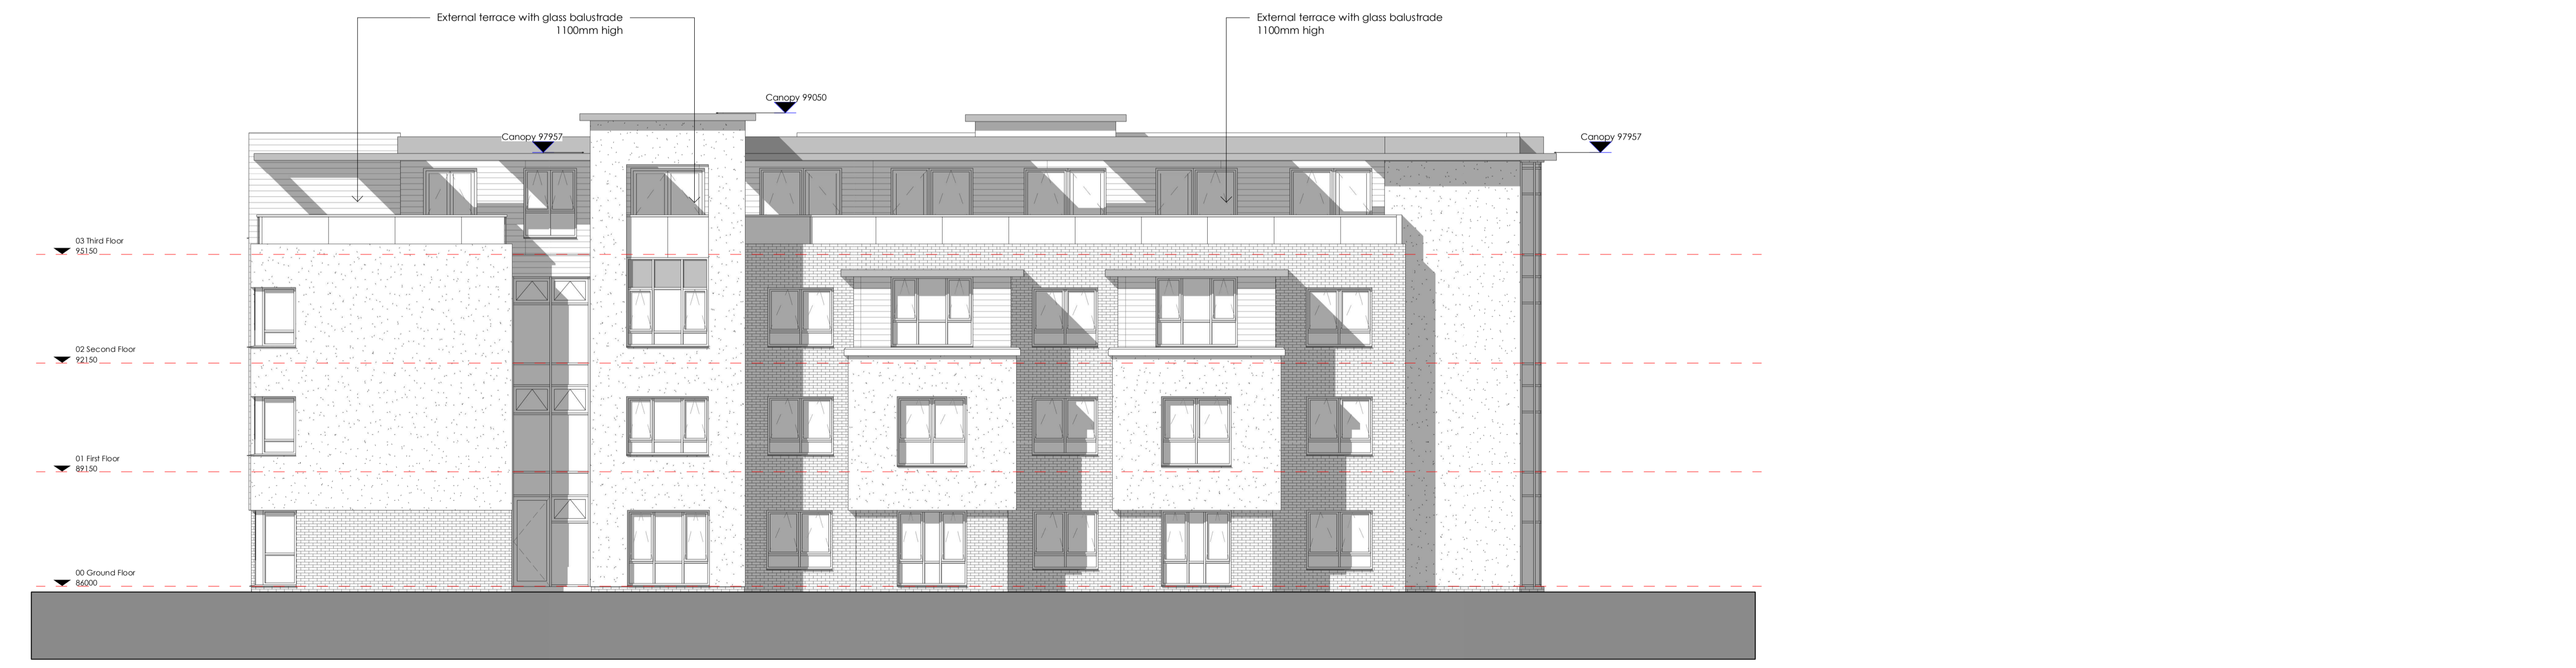 External terrace with glass balustrade
1100mm high
External terrace with glass balustrade
1100mm high
Canopy 99050
Canopy 97957
Canopy 97957
03 Third Floor
95150
02 Second Floor
92150
01 First Floor
89150
00 Ground Floor
86000